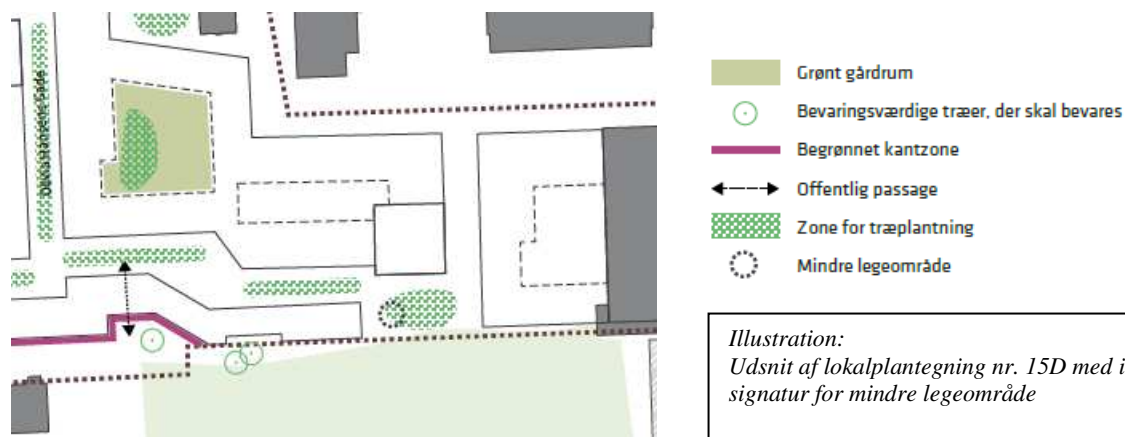 Grønt gårdrum
Bevaringsværdige træer, der skal bevares
Begrønnet kantzone
Offentlig passage
Zone for træplantning
Mindre legeområde
Illustration:
Udsnit af lokalplantegning nr. 15D med i
signatur for mindre legeområde